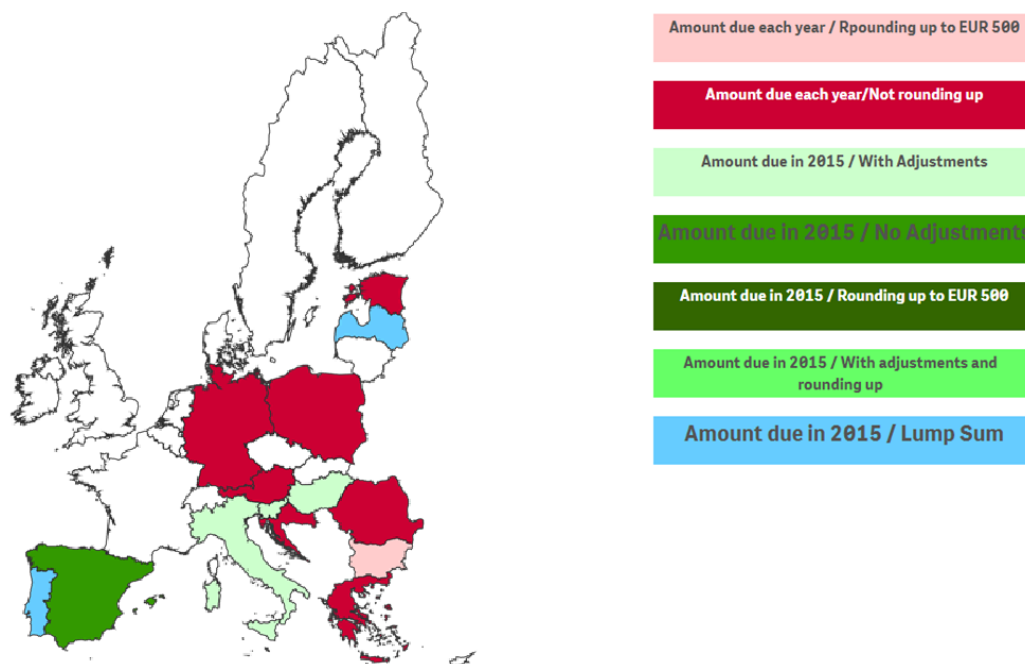 Amount due each year / Rpounding up to EUR 500
Amount due each year/Not rounding up
Amount due in 2015 / With Adjustments
Amount due in 2015 / No Adjustments
Amount due in 2015 / Rounding up to EUR 500
Amount due in 2015 / With adjustments and
rounding up
Amount due in 2015 / Lump Sum